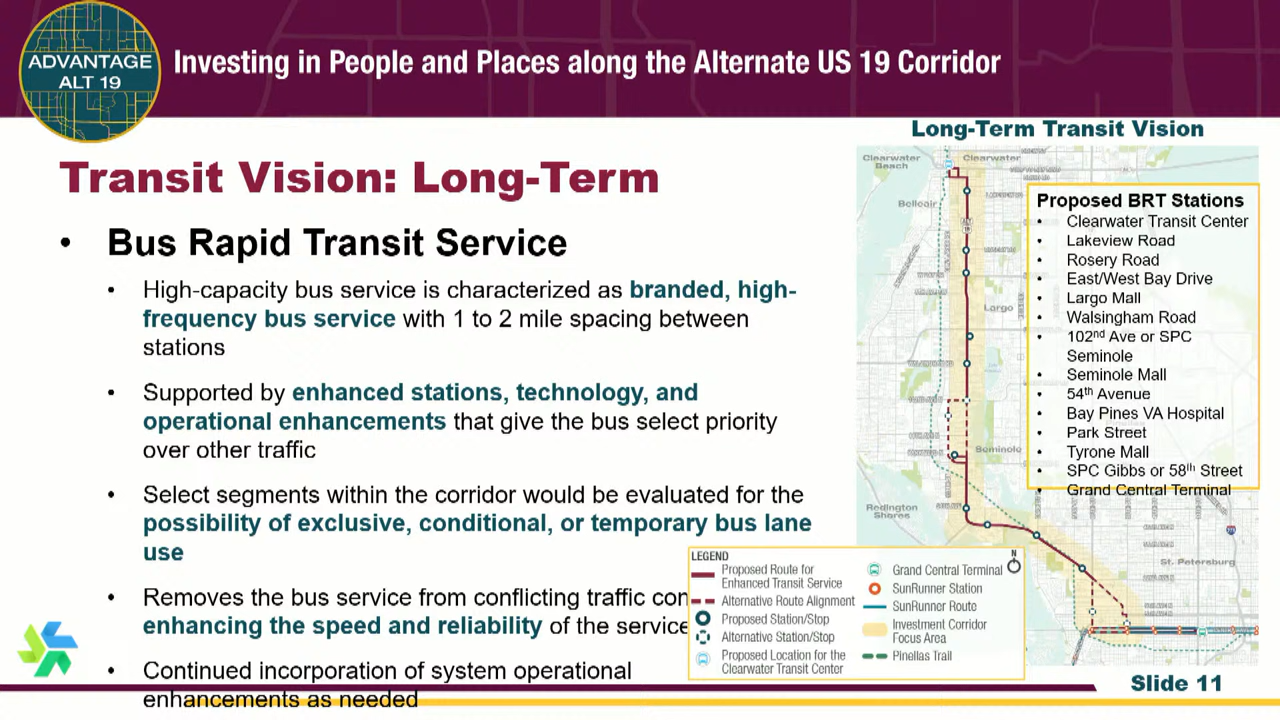 ADVANTAGE
ALT 19
Investing in People and Places along the Alternate US 19 Corridor
Transit Vision: Long-Term
• Bus Rapid Transit Service
• High-capacity bus service is characterized as branded, high-
frequency bus service with 1 to 2 mile spacing between
stations
• Supported by enhanced stations, technology, and
operational enhancements that give the bus select priority
over other traffic
• Select segments within the corridor would be evaluated for the
possibility of exclusive, conditional, or temporary bus lane
use
• Removes the bus service from conflicting traffic con
enhancing the speed and reliability of the service
• Continued incorporation of system operational
enhancements as needed
Long-Term Transit Vision
Clearwater
Beach
Clearwater
Belleair
Largo
Seminole
Redington
Shores
St. Petersburg
Proposed BRT Stations
• Clearwater Transit Center
• Lakeview Road
• Rosery Road
• East/West Bay Drive
• Largo Mall
• Walsingham Road
• 102nd Ave or SPC
Seminole
• Seminole Mall
• 54th Avenue
• Bay Pines VA Hospital
• Park Street
• Tyrone Mall
• SPC Gibbs or 58th Street
• Grand Central Terminal
LEGEND
Proposed Route for
Enhanced Transit Service
Alternative Route Alignment
Proposed Station/Stop
Alternative Station/Stop
Proposed Location for the
Clearwater Transit Center
Grand Central Terminal
SunRunner Station
SunRunner Route
Investment Corridor
Focus Area
Pinellas Trail
N
Slide 11